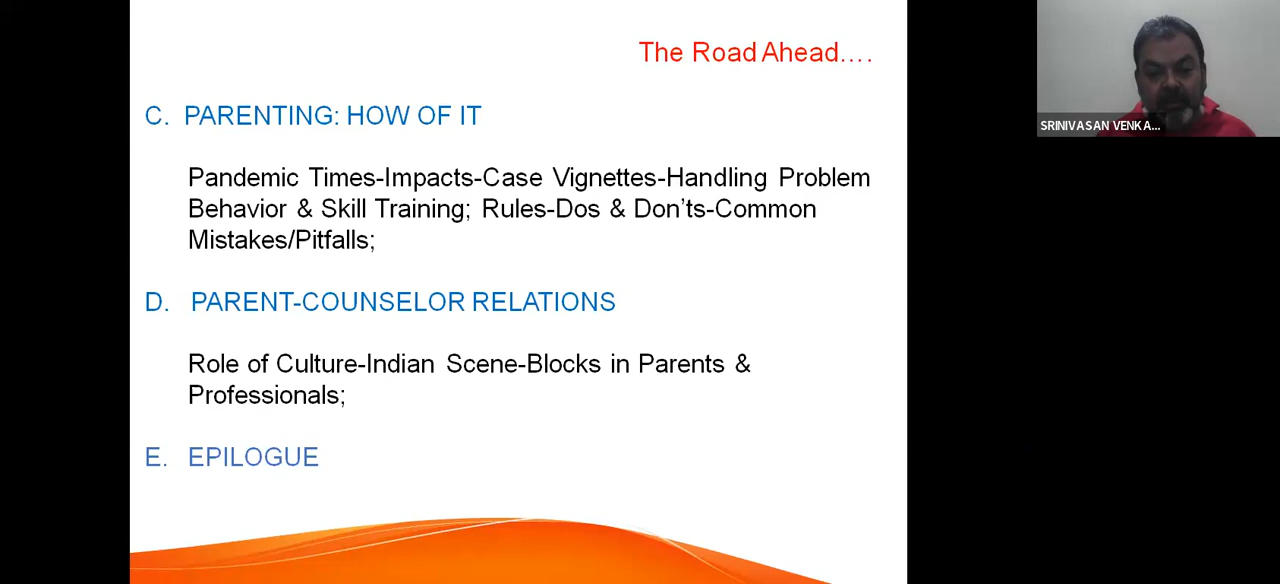 The Road Ahead….
C. PARENTING: HOW OF IT
Pandemic Times-Impacts-Case Vignettes-Handling Problem
Behavior & Skill Training; Rules-Dos & Don’ts-Common
Mistakes/Pitfalls;
D. PARENT-COUNSELOR RELATIONS
Role of Culture-Indian Scene-Blocks in Parents &
Professionals;
E. EPILOGUE
SRINIVASAN VENKA...